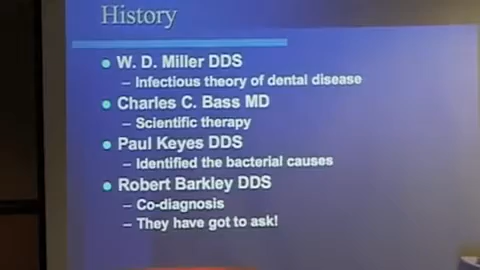 History
• W. D. Miller DDS
– Infectious theory of dental disease
• Charles C. Bass MD
– Scientific therapy
• Paul Keyes DDS
– Identified the bacterial causes
• Robert Barkley DDS
– Co-diagnosis
– They have got to ask!